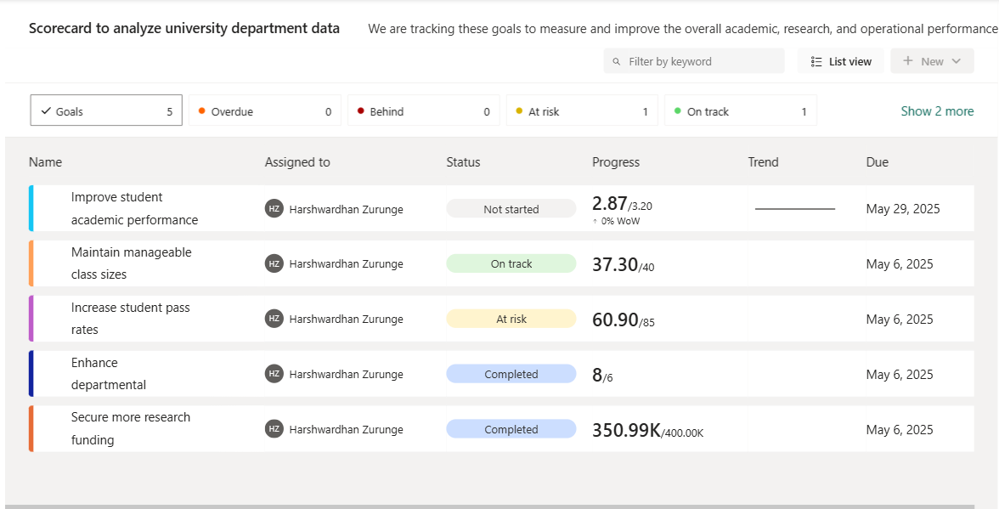 Scorecard to analyze university department data
We are tracking these goals to measure and improve the overall academic, research, and operational performance
Filter by keyword
List view
New
Goals 5
Overdue 0
Behind 0
At risk 1
On track 1
Show 2 more
Name Assigned to Status Progress Trend Due
Improve student
academic performance
HZ Harshwardhan Zurunge
Not started
2.87/3.20
↑ 0% WoW
May 29, 2025
Maintain manageable
class sizes
HZ Harshwardhan Zurunge
On track
37.30/40
May 6, 2025
Increase student pass
rates
HZ Harshwardhan Zurunge
At risk
60.90/85
May 6, 2025
Enhance
departmental
HZ Harshwardhan Zurunge
Completed
8/6
May 6, 2025
Secure more research
funding
HZ Harshwardhan Zurunge
Completed
350.99K/400.00K
May 6, 2025